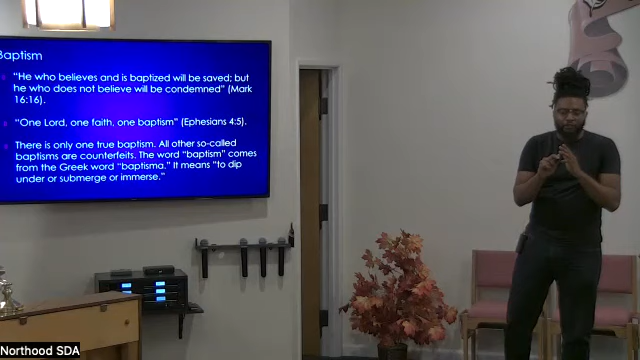 Baptism
"He who believes and is baptized will be saved; but
he who does not believe will be condemned" (Mark
16:16).
"One Lord, one faith, one baptism" (Ephesians 4:5).
There is only one true baptism. All other so-called
baptisms are counterfeits. The word "baptism" comes
from the Greek word "baptisma." It means "to dip
under or submerge or immerse."
Northood SDA